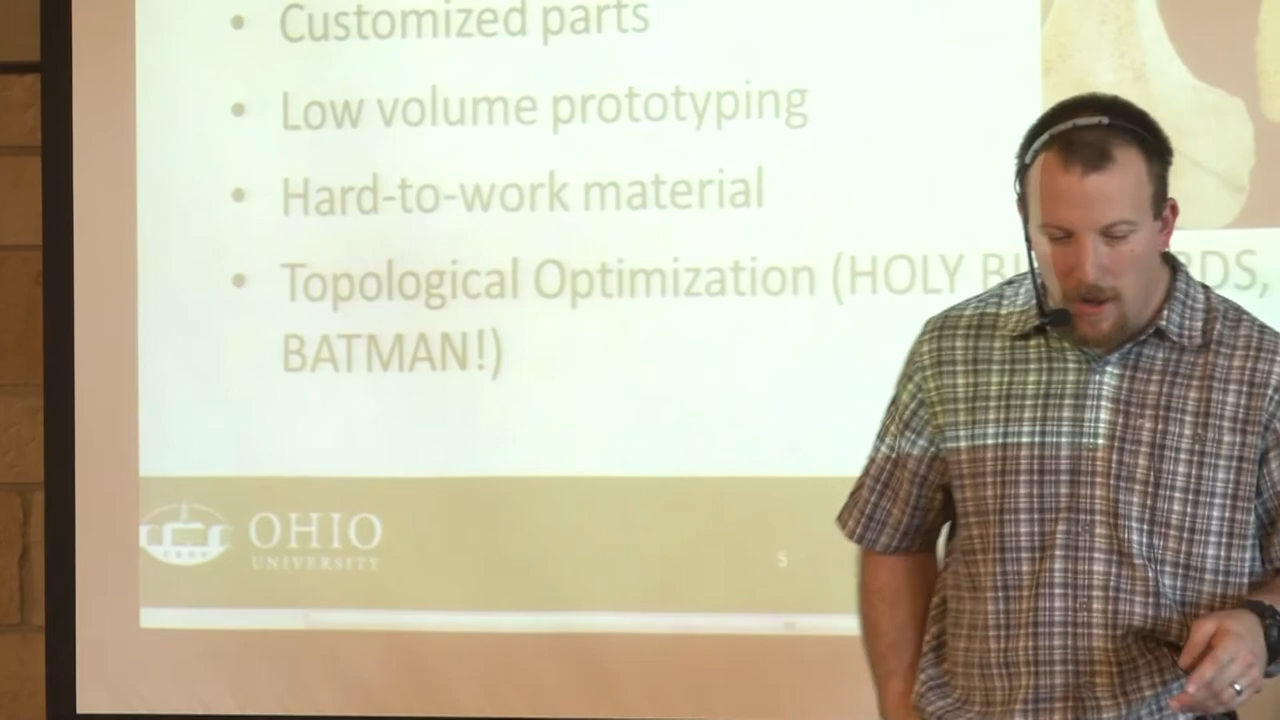 • Customized parts
• Low volume prototyping
• Hard-to-work material
• Topological Optimization (HOLY
BATMAN!)
OHIO
UNIVERSITY